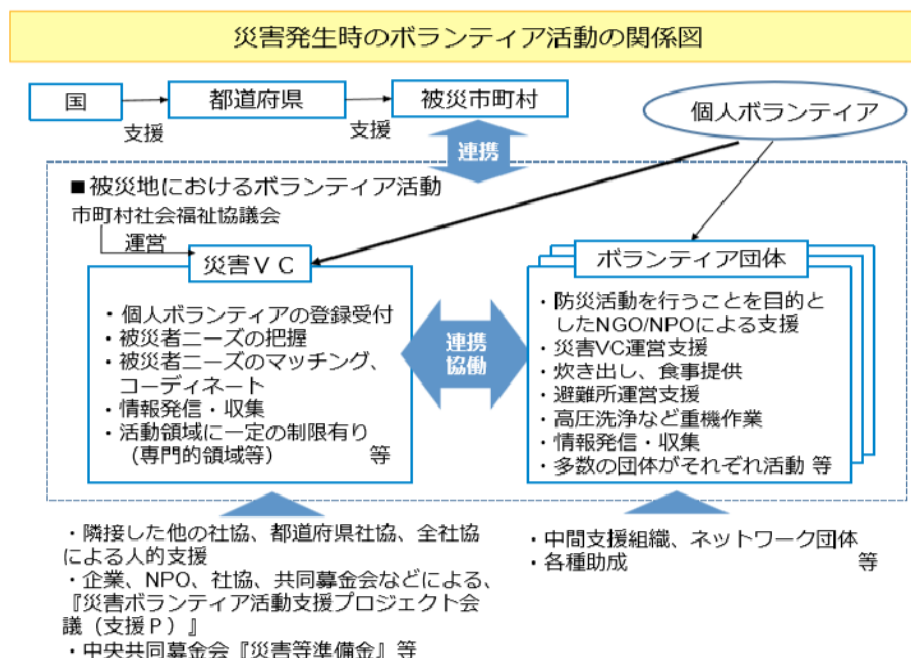 災害発生時のボランティア活動の関係図
国
都道府県
被災市町村
個人ボランティア
支援
支援
連携
■被災地におけるボランティア活動
市町村社会福祉協議会
運営
災害ＶＣ
ボランティア団体
・個人ボランティアの登録受付
・被災者ニーズの把握
・被災者ニーズのマッチング、
コーディネート
・情報発信・収集
・活動領域に一定の制限有り
（専門的領域等）　等
連携
協働
・防災活動を行うことを目的と
したNGO/NPOによる支援
・災害VC運営支援
・炊き出し、食事提供
・避難所運営支援
・高圧洗浄など重機作業
・情報発信・収集
・多数の団体がそれぞれ活動 等
・隣接した他の社協、都道府県社協、全社協
による人的支援
・企業、NPO、社協、共同募金会などによる、
『災害ボランティア活動支援プロジェクト会
議（支援Ｐ）』
・中央共同募金会『災害等準備金』等
・中間支援組織、ネットワーク団体
・各種助成　等